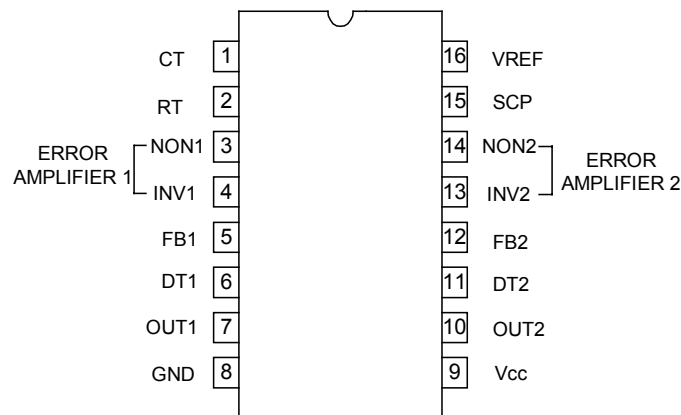 CT 1 16 VREF
RT 2 15 SCP
NON1 3 14 NON2
ERROR AMPLIFIER 1
ERROR AMPLIFIER 2
INV1 4 13 INV2
FB1 5 12 FB2
DT1 6 11 DT2
OUT1 7 10 OUT2
GND 8 9 Vcc